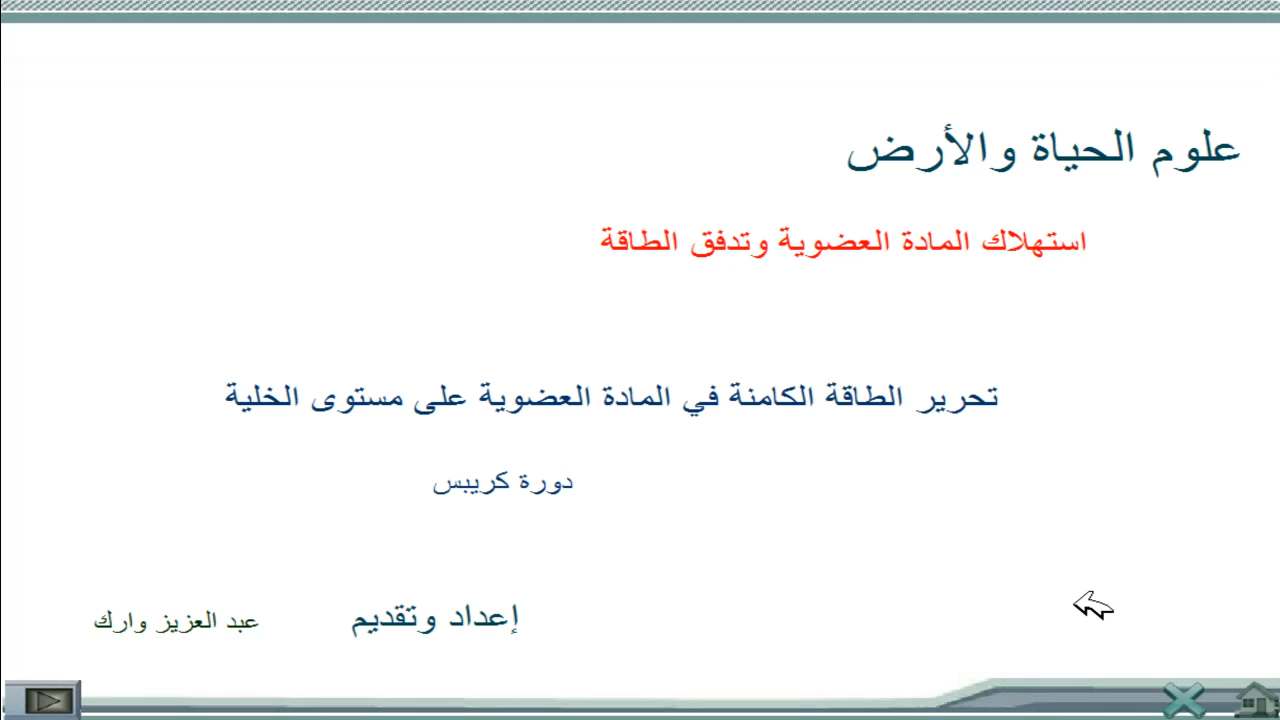 علوم الحياة والأرض
استهلاك المادة العضوية وتدفق الطاقة
تحرير الطاقة الكامنة في المادة العضوية على مستوى الخلية
دورة كريبس
إعداد وتقديم عبد العزيز وارك